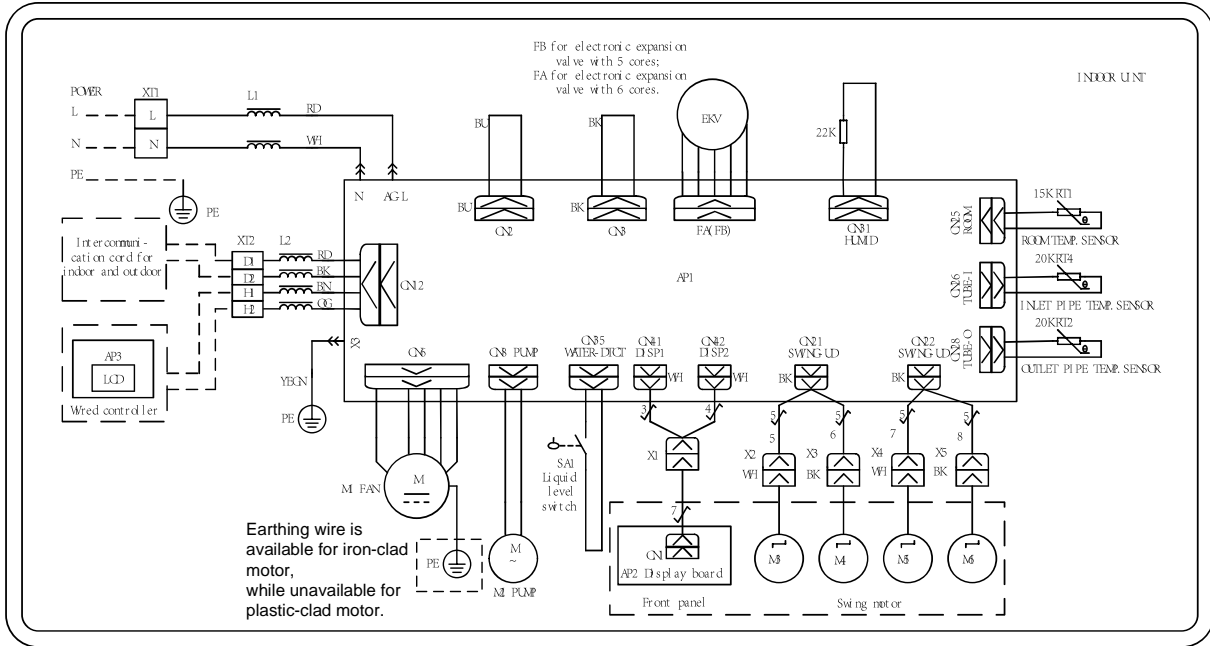 FB for electronic expansion
valve with 5 cores;
FA for electronic expansion
valve with 6 cores.
INDOOR UNIT
POWER
XT1
L1
L
L
RD
N
N
WH
PE
PE
N
AC-L
BU
BU
CN2
BK
BK
CN3
EKV
FA(FB)
22K
CN31
HUMID
CN25
ROOM
15K RT1
θ
ROOM TEMP. SENSOR
CN26
TUBE-I
20K RT4
θ
INLET PIPE TEMP. SENSOR
CN28
TUBE-O
20K RT2
θ
OUTLET PIPE TEMP. SENSOR
AP1
Intercommuni-
cation cord for
indoor and outdoor
XT2
L2
D1
RD
D2
BK
H1
BN
H2
OG
CN12
AP3
LCD
Wired controller
X3
YEGN
PE
CN6
CN8 PUMP
CN35
WATER-DTCT
CN41
DISP1
WH
CN42
DISP2
WH
CN21
SWING-UD
BK
CN22
SWING-UD
BK
3
4
5
5
5
5
5
6
7
8
X1
X2
WH
X3
BK
X4
WH
X5
BK
M1 FAN
M
SA1
Liquid
level
switch
Earthing wire is
available for iron-clad
motor,
while unavailable for
plastic-clad motor.
PE
M
~
M1 PUMP
7
CN1
AP2 Display board
Front panel
M3
M4
M5
M6
Swing motor